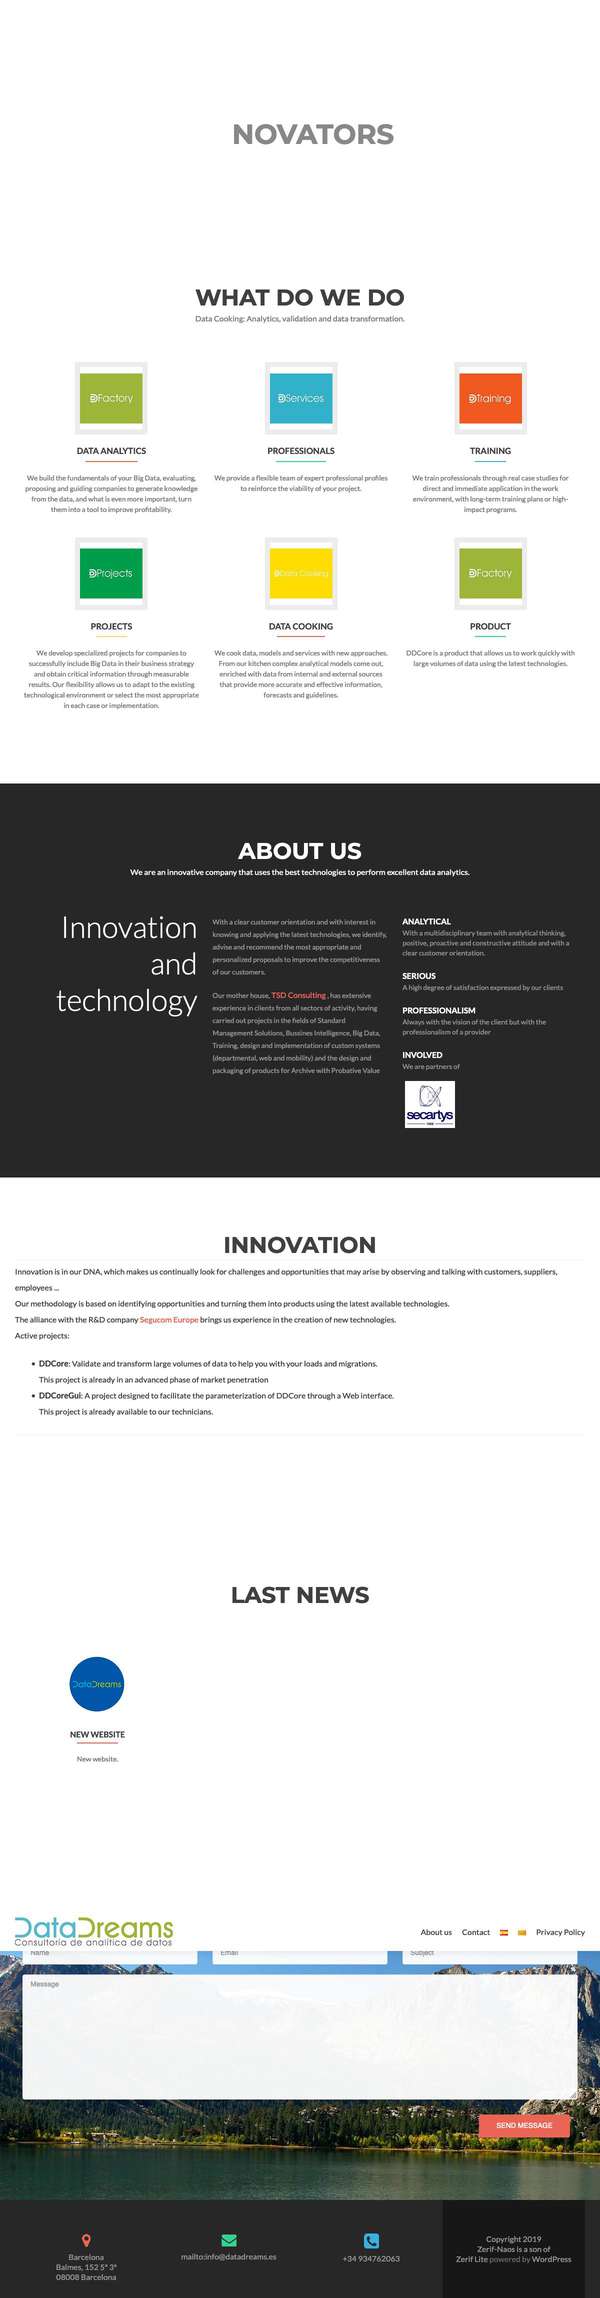 NOVATORS
WHAT DO WE DO
Data Cooking: Analytics, validation and data transformation.
DFactory
DServices
DTraining
DATA ANALYTICS
PROFESSIONALS
TRAINING
We build the fundamentals of your Big Data, evaluating,
proposing and guiding companies to generate knowledge
from the data, and what is even more important, turn
them into a tool to improve profitability.
We provide a flexible team of expert professional profiles
to reinforce the viability of your project.
We train professionals through real case studies for
direct and immediate application in the work
environment, with long-term training plans or high-
impact programs.
DProjects
DData Cooking
DFactory
PROJECTS
DATA COOKING
PRODUCT
We develop specialized projects for companies to
successfully include Big Data in their business strategy
and obtain critical information through measurable
results. Our flexibility allows us to adapt to the existing
technological environment or select the most appropriate
in each case or implementation.
We cook data, models and services with new approaches.
From our kitchen complex analytical models come out,
enriched with data from internal and external sources
that provide more accurate and effective information,
forecasts and guidelines.
DDCore is a product that allows us to work quickly with
large volumes of data using the latest technologies.
ABOUT US
We are an innovative company that uses the best technologies to perform excellent data analytics.
Innovation
and
technology
With a clear customer orientation and with interest in
knowing and applying the latest technologies, we identify,
advise and recommend the most appropriate and
personalized proposals to improve the competitiveness
of our customers.
Our mother house, TSD Consulting , has extensive
experience in clients from all sectors of activity, having
carried out projects in the fields of Standard
Management Solutions, Bussines Intelligence, Big Data,
Training, design and implementation of custom systems
(departmental, web and mobility) and the design and
packaging of products for Archive with Probative Value
ANALYTICAL
With a multidisciplinary team with analytical thinking,
positive, proactive and constructive attitude and with a
clear customer orientation.
SERIOUS
A high degree of satisfaction expressed by our clients
PROFESSIONALISM
Always with the vision of the client but with the
professionalism of a provider
INVOLVED
We are partners of
secartys
INNOVATION
Innovation is in our DNA, which makes us continually look for challenges and opportunities that may arise by observing and talking with customers, suppliers,
employees ...
Our methodology is based on identifying opportunities and turning them into products using the latest available technologies.
The alliance with the R&D company Segucom Europe brings us experience in the creation of new technologies.
Active projects:
• DDCore: Validate and transform large volumes of data to help you with your loads and migrations.
This project is already in an advanced phase of market penetration
• DDCoreGui: A project designed to facilitate the parameterization of DDCore through a Web interface.
This project is already available to our technicians.
LAST NEWS
DataDreams
NEW WEBSITE
New website.
DataDreams
Consultoria de analítica de datos
About us Contact Privacy Policy
Name
Email
Subject
Message
SEND MESSAGE
Barcelona
Balmes, 152 5ª 3ª
08008 Barcelona
mailto:info@datadreams.es
+34 934762063
Copyright 2019
Zerif-Naos is a son of
Zerif Lite powered by WordPress